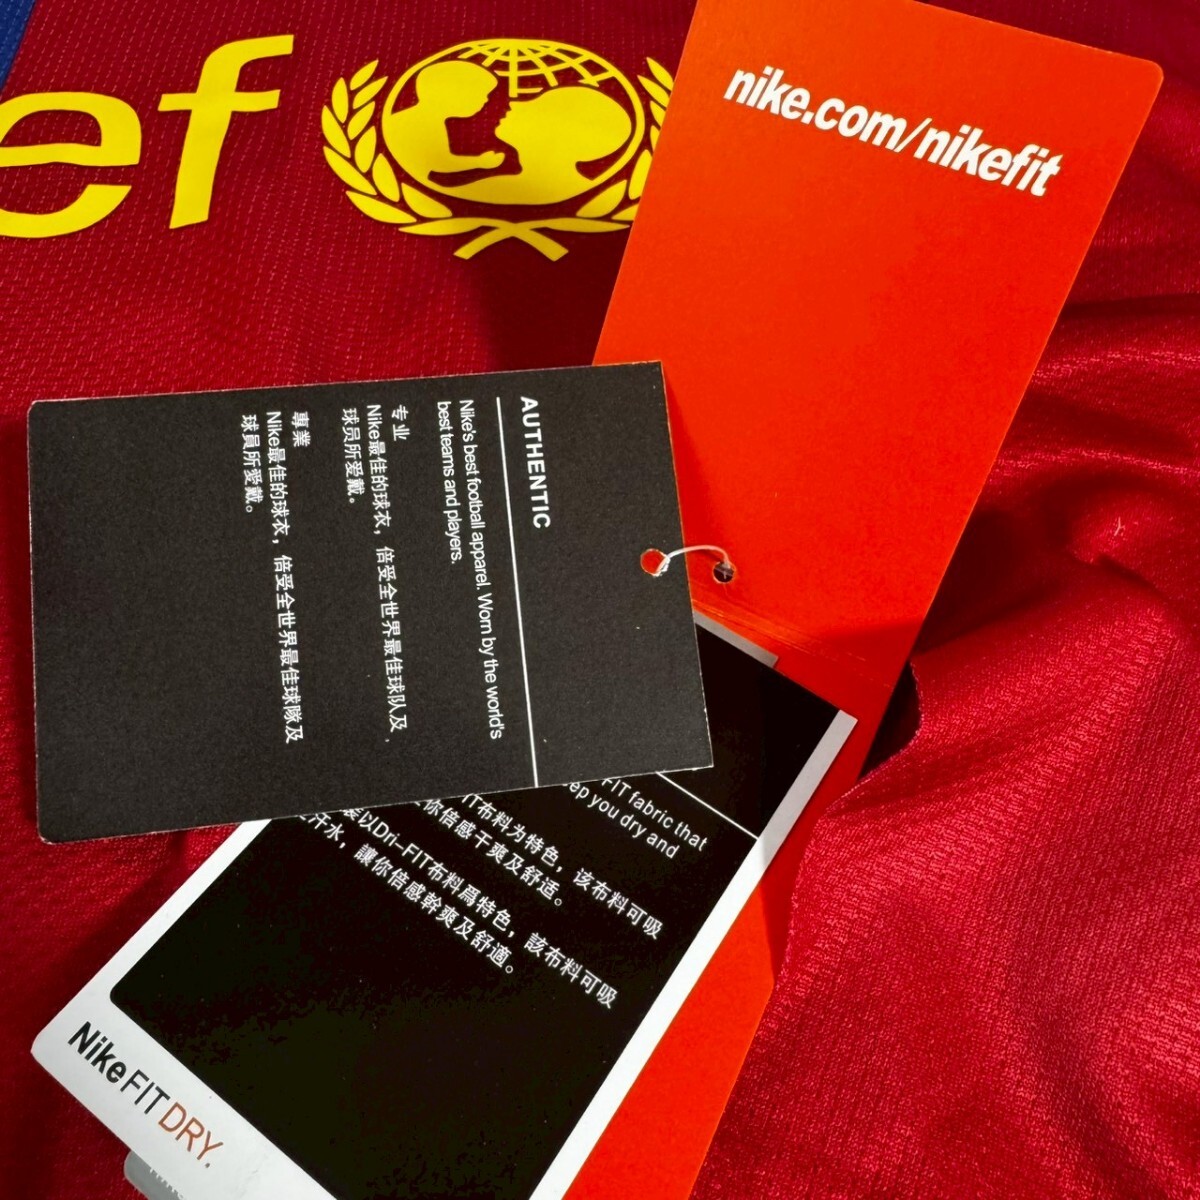 ef
nike.com/nikefit
AUTHENTIC
Nike's best football apparel. Worn by the world's
best teams and players.
专业
Nike最佳的球衣，倍受全世界最佳球队及
球员所爱戴。
專業
Nike最佳的球衣，倍受全世界最佳球隊及
球員所愛戴。
FIT fabric that
ep you dry and
IT布料为特色，该布料可吸
你倍感干爽及舒适。
以Dri-FIT布料爲特色，該布料可吸
汗水，讓你倍感幹爽及舒適。
NikeFITDRY.